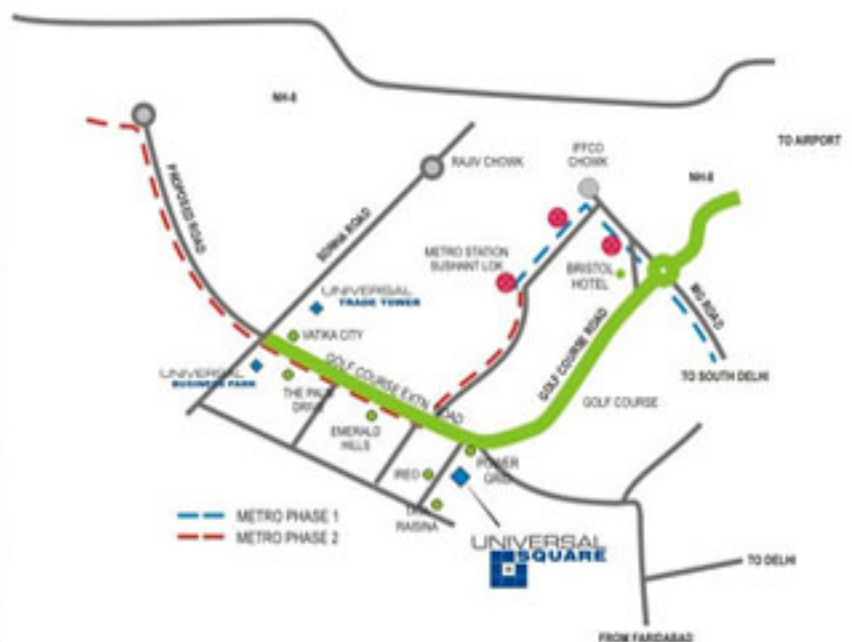 NH-8
TO AIRPORT
IFFCO
CHOWK
RAJIV CHOWK
NH-8
PROPOSED ROAD
SOHNA ROAD
METRO STATION
SUSHANT LOK
BRISTOL
HOTEL
MG ROAD
UNIVERSAL
TRADE TOWER
VATIKA CITY
GOLF COURSE ROAD
TO SOUTH DELHI
UNIVERSAL
BUSINESS PARK
GOLF COURSE EXTN. ROAD
THE PALM
DRIVE
GOLF COURSE
EMERALD
HILLS
POWER
GRID
IREO
RAISINA
METRO PHASE 1
METRO PHASE 2
UNIVERSAL
SQUARE
TO DELHI
FROM FARIDABAD